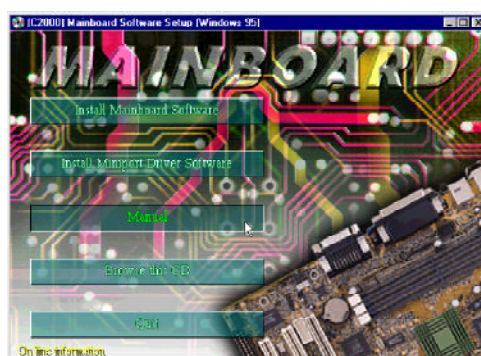 [C2000] Mainboard Software Setup [Windows 95]
MAINBOARD
Install Mainboard Software
Install Miniport Driver Software
Manual
Browse this CD
Quit
On line information